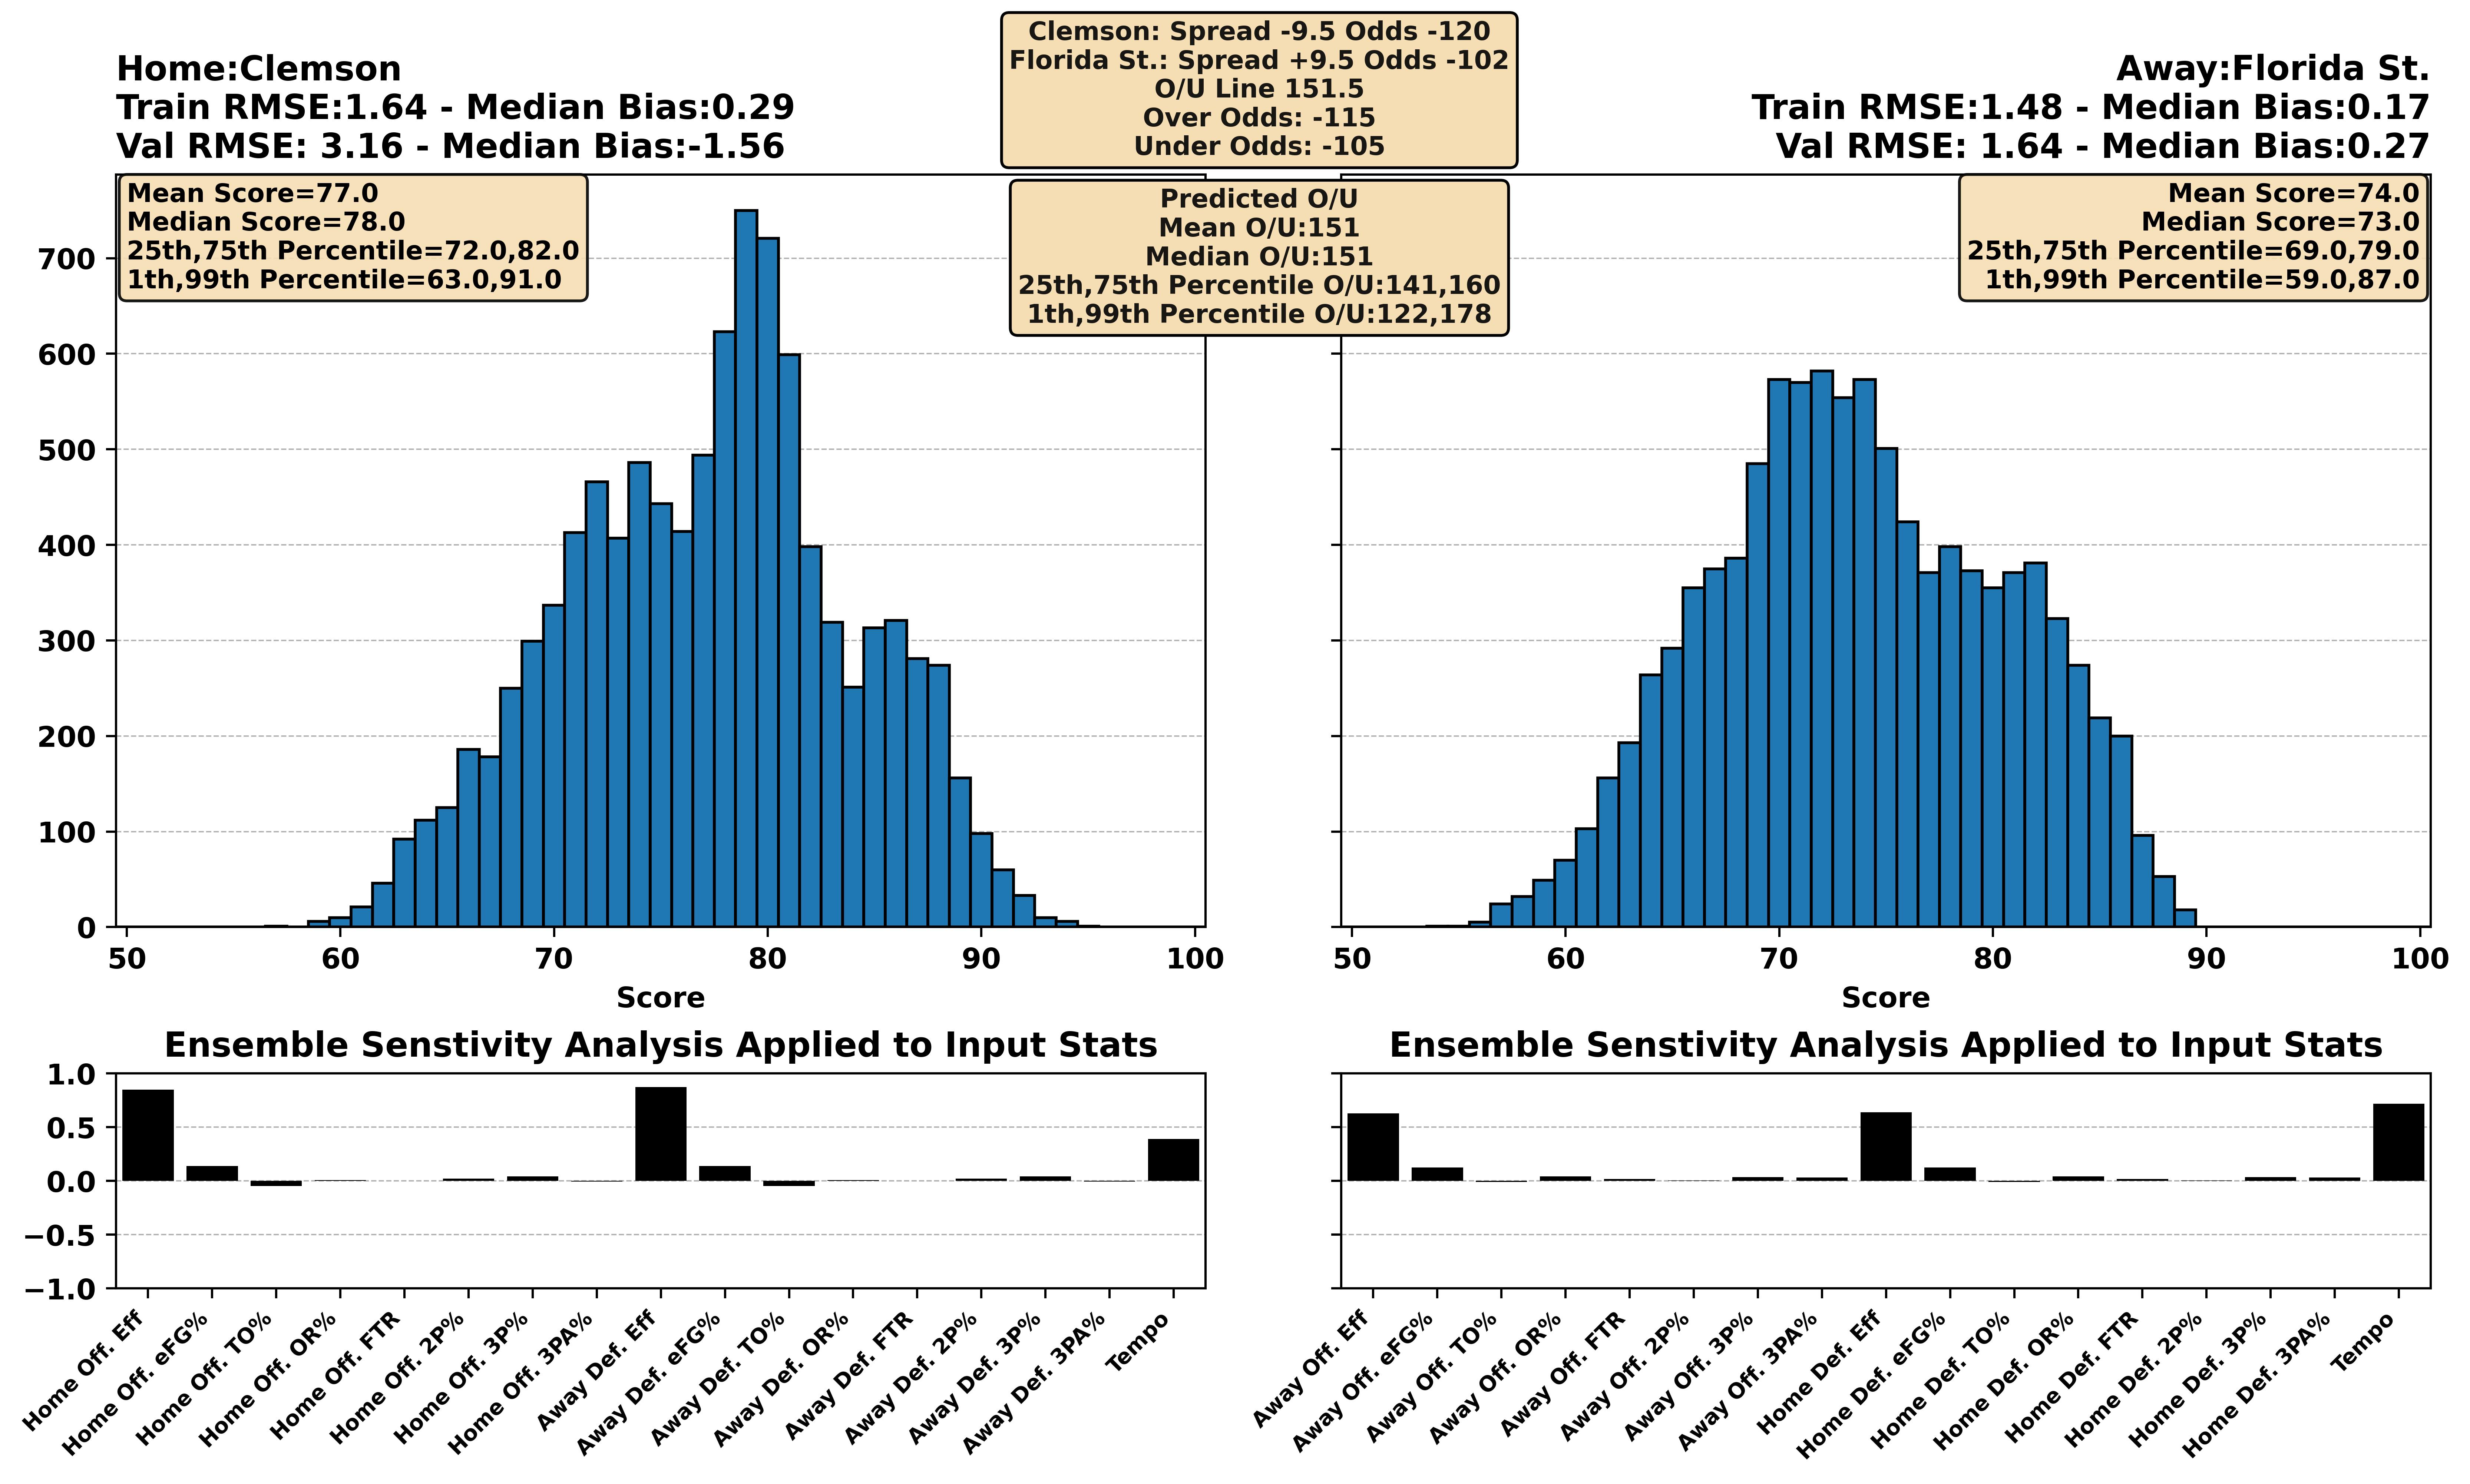 Clemson: Spread -9.5 Odds -120
Florida St.: Spread +9.5 Odds -102
O/U Line 151.5
Over Odds: -115
Under Odds: -105
Home:Clemson
Train RMSE:1.64 - Median Bias:0.29
Val RMSE: 3.16 - Median Bias:-1.56
Away:Florida St.
Train RMSE:1.48 - Median Bias:0.17
Val RMSE: 1.64 - Median Bias:0.27
Mean Score=77.0
Median Score=78.0
25th,75th Percentile=72.0,82.0
1th,99th Percentile=63.0,91.0
Predicted O/U
Mean O/U:151
Median O/U:151
25th,75th Percentile O/U:141,160
1th,99th Percentile O/U:122,178
Mean Score=74.0
Median Score=73.0
25th,75th Percentile=69.0,79.0
1th,99th Percentile=59.0,87.0
700
600
500
400
300
200
100
0
50 60 70 80 90 100
Score
50 60 70 80 90 100
Score
Ensemble Senstivity Analysis Applied to Input Stats
1.0
0.5
0.0
−0.5
−1.0
Home Off. Eff
Home Off. eFG%
Home Off. TO%
Home Off. OR%
Home Off. FTR
Home Off. 2P%
Home Off. 3P%
Home Off. 3PA%
Away Def. Eff
Away Def. eFG%
Away Def. TO%
Away Def. OR%
Away Def. FTR
Away Def. 2P%
Away Def. 3P%
Away Def. 3PA%
Tempo
Ensemble Senstivity Analysis Applied to Input Stats
Away Off. Eff
Away Off. eFG%
Away Off. TO%
Away Off. OR%
Away Off. FTR
Away Off. 2P%
Away Off. 3P%
Away Off. 3PA%
Home Def. Eff
Home Def. eFG%
Home Def. TO%
Home Def. OR%
Home Def. FTR
Home Def. 2P%
Home Def. 3P%
Home Def. 3PA%
Tempo